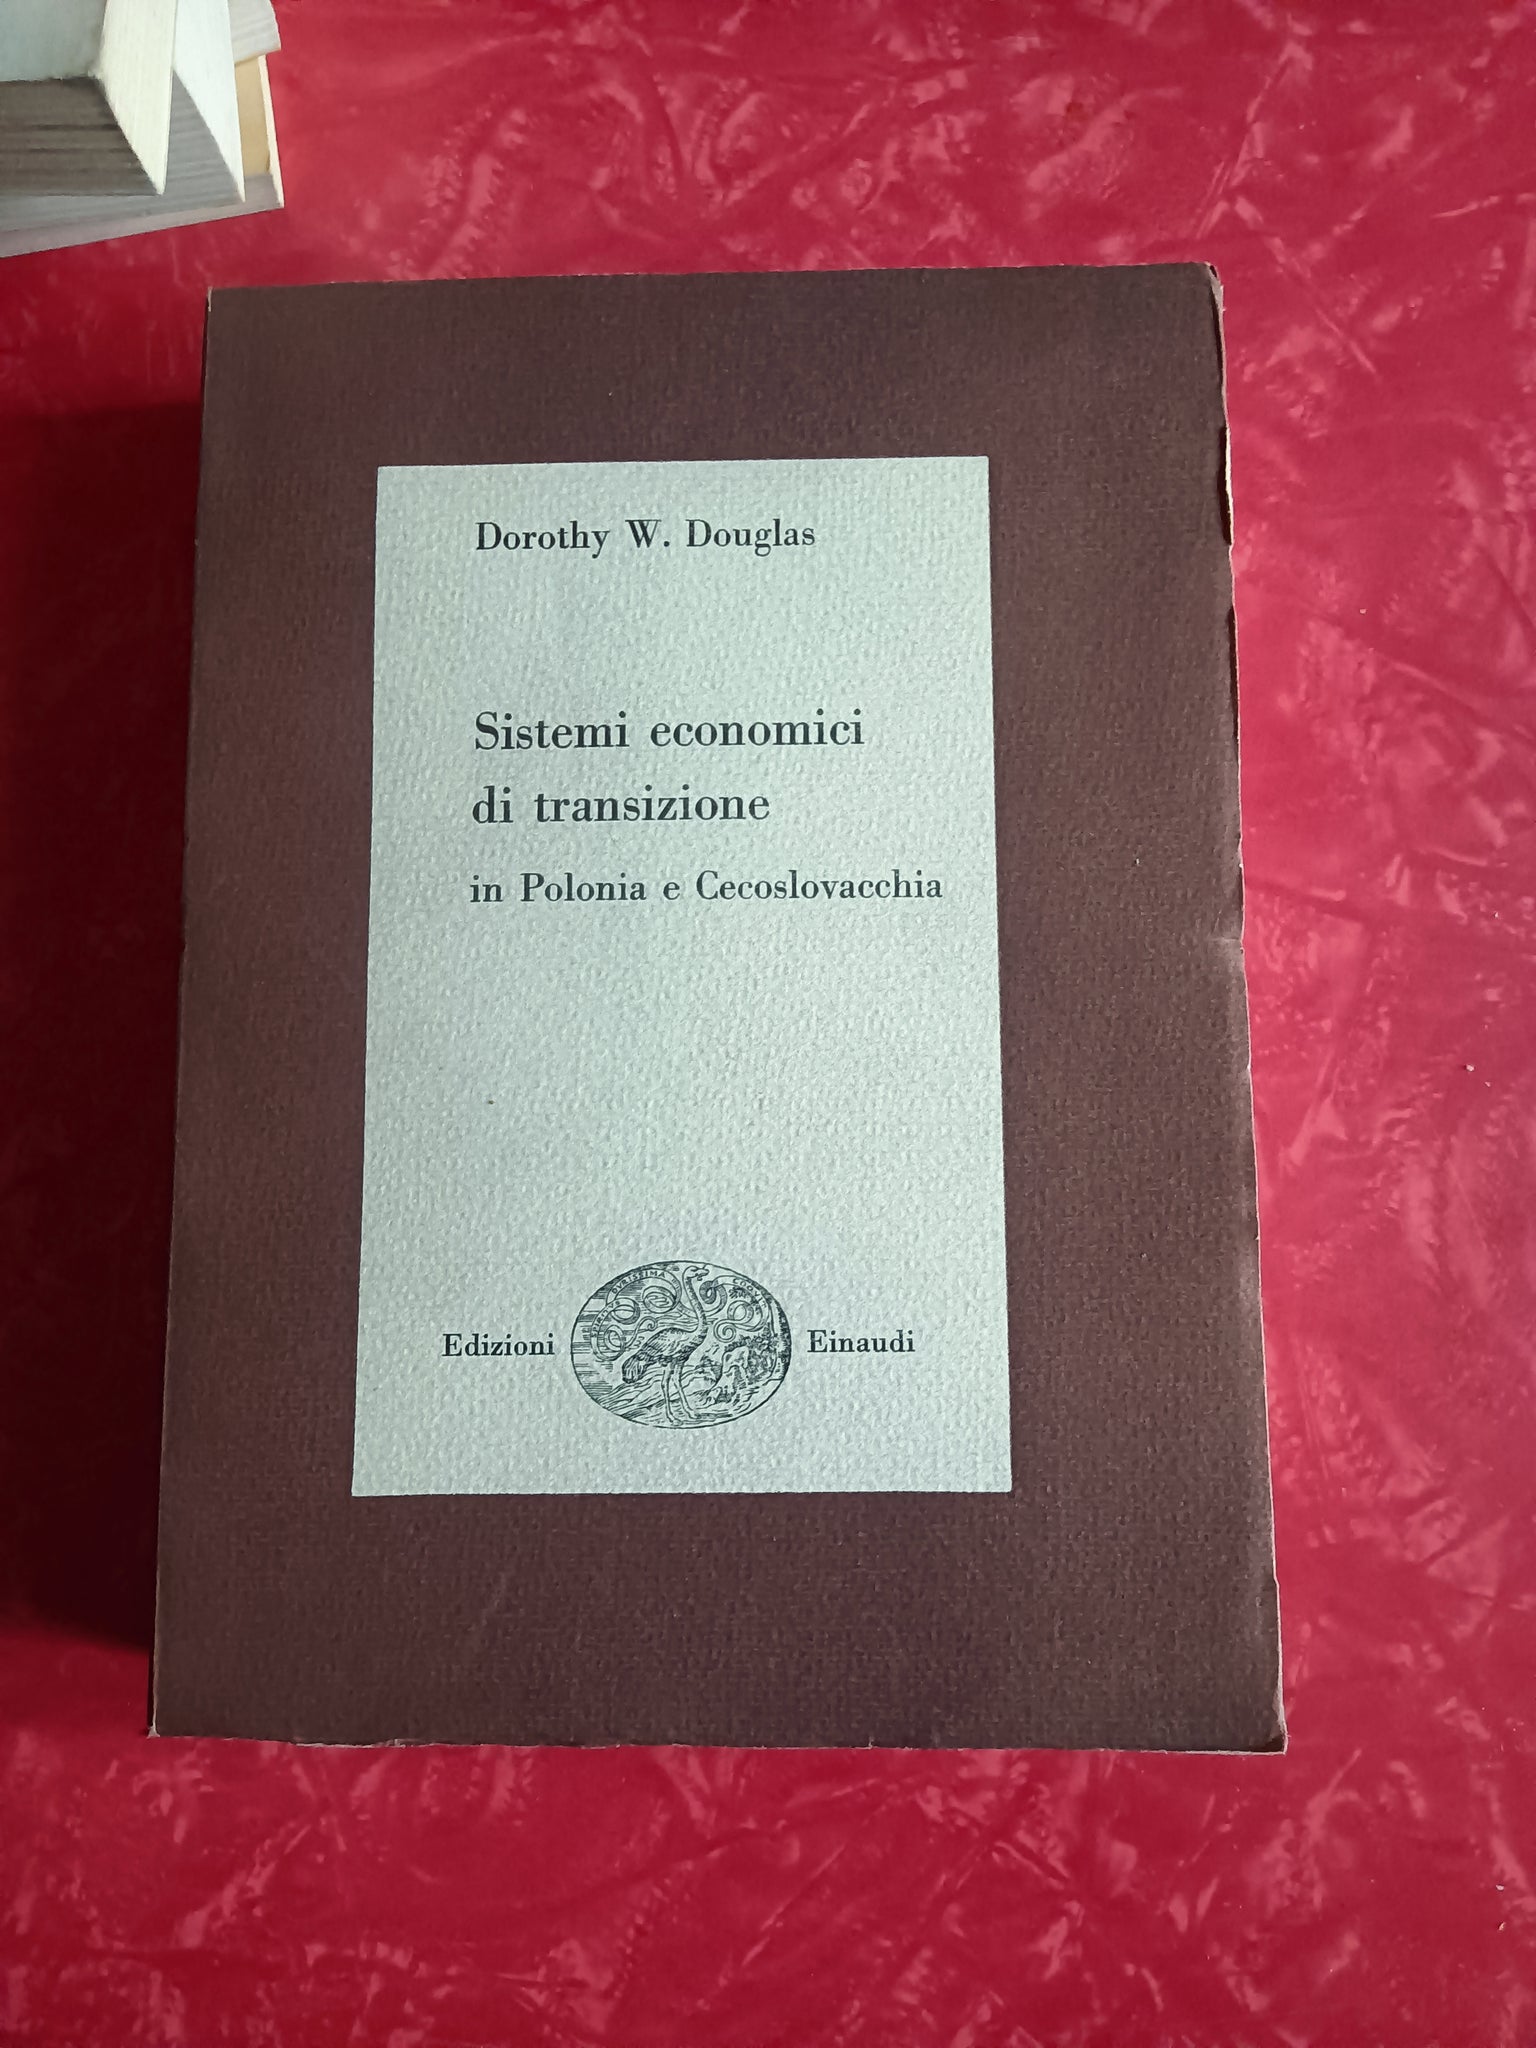 Dorothy W. Douglas
Sistemi economici
di transizione
in Polonia e Cecoslovacchia
Edizioni Einaudi